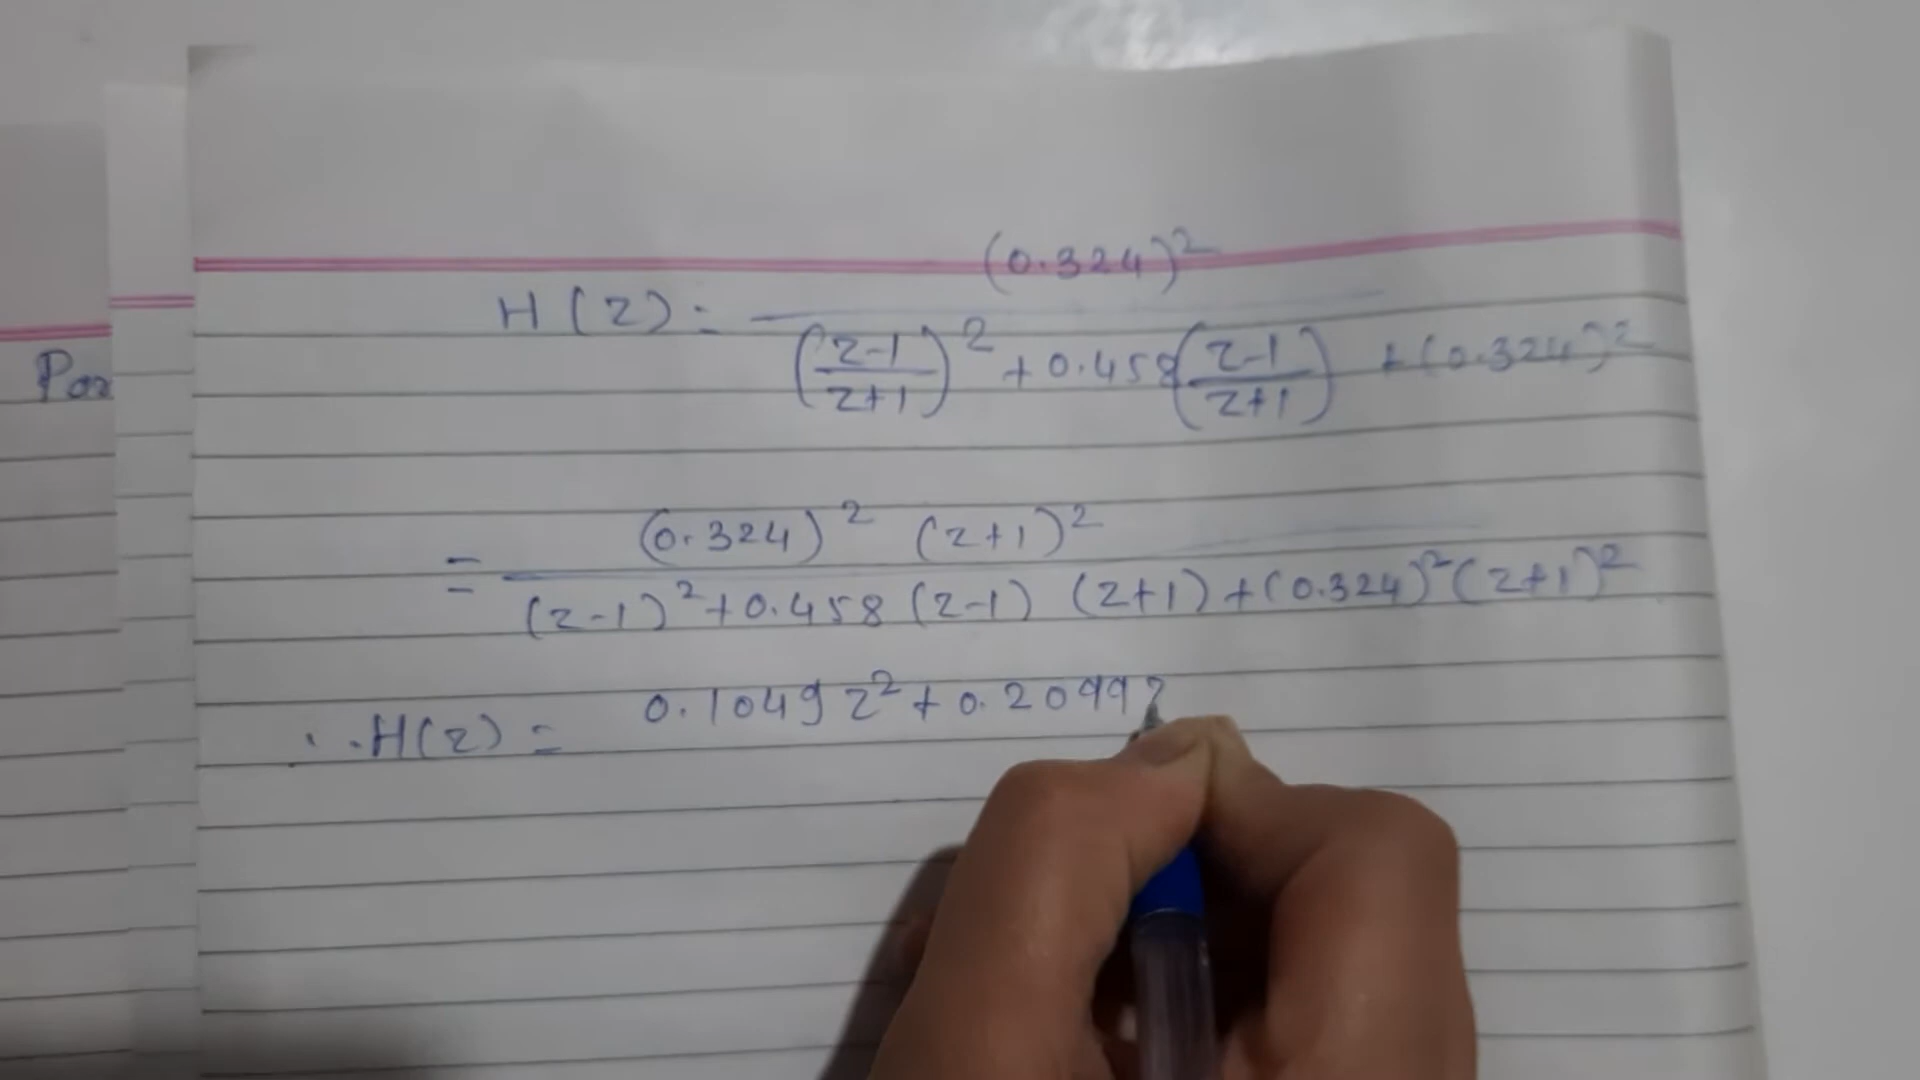 Por
H(z) = (0.324)² / ((z-1)/(z+1))² + 0.458((z-1)/(z+1)) + (0.324)²
= (0.324)² (z+1)² / (z-1)² + 0.458 (z-1) (z+1) + (0.324)² (z+1)²
∴ H(z) = 0.1049 z² + 0.2099z